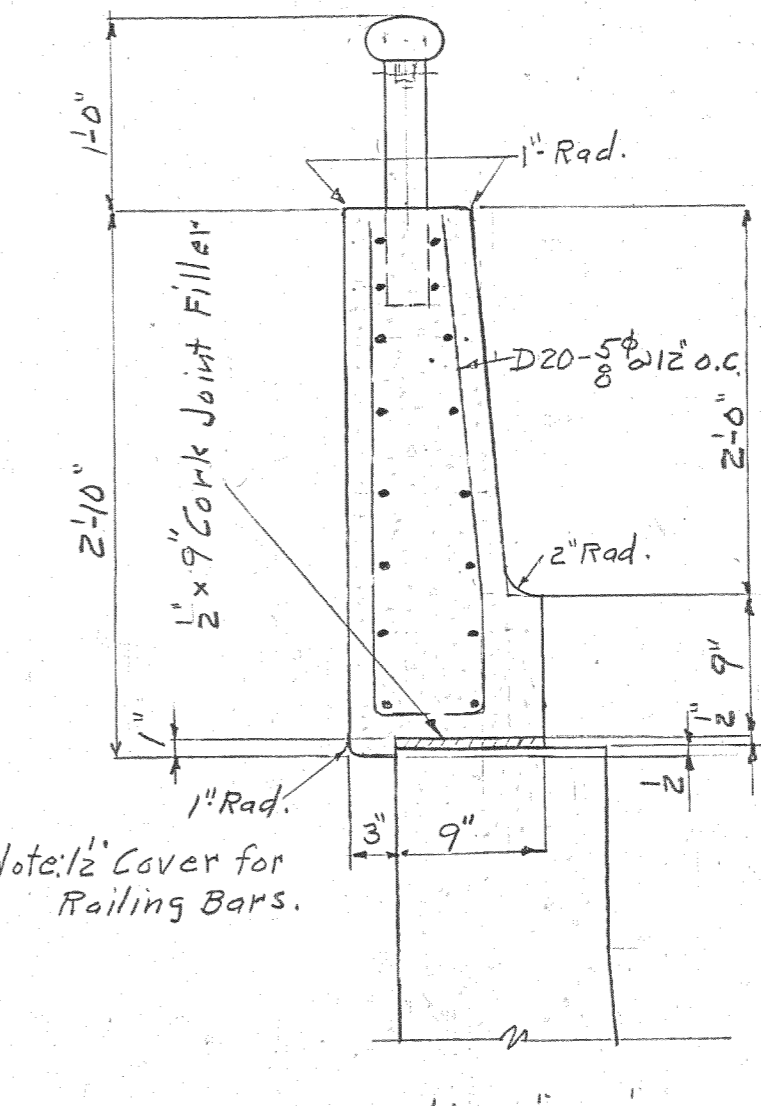 1'-0"
1"-Rad.
1/2" x 9" Cork Joint Filler
D20-5/8 φ @ 12" o.c.
2'-0"
2'-10"
2" Rad.
9"
1"
1/2"
1/2
1" Rad.
3"
9"
Note: 1 1/2" Cover for
Railing Bars.